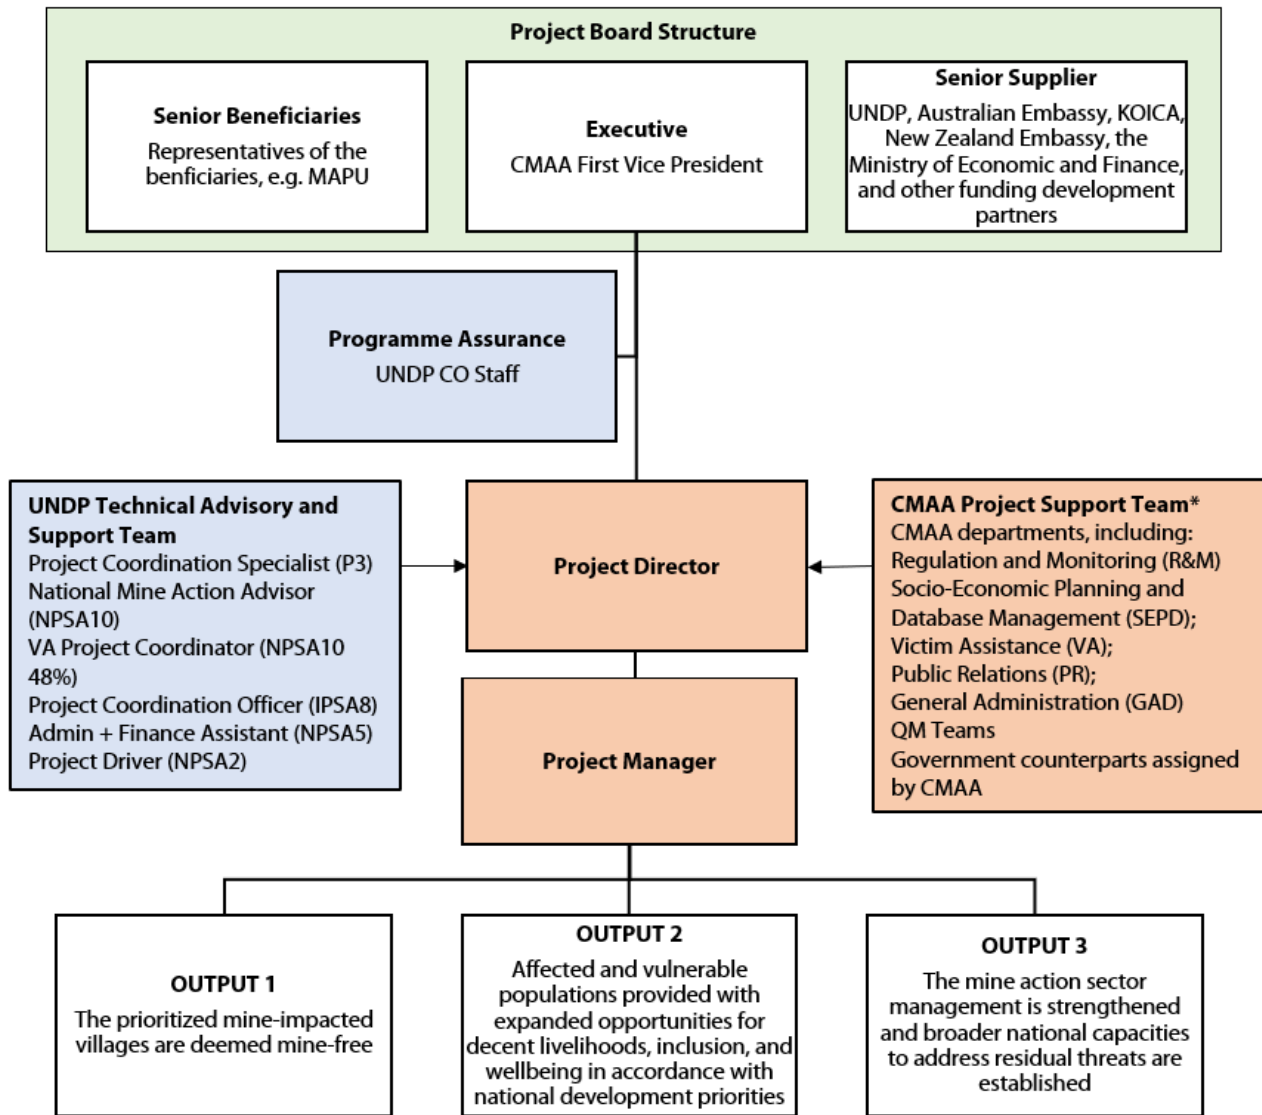 Project Board Structure
Senior Beneficiaries
Representatives of the
benficiaries, e.g. MAPU
Executive
CMAA First Vice President
Senior Supplier
UNDP, Australian Embassy, KOICA,
New Zealand Embassy, the
Ministry of Economic and Finance,
and other funding development
partners
Programme Assurance
UNDP CO Staff
UNDP Technical Advisory and
Support Team
Project Coordination Specialist (P3)
National Mine Action Advisor
(NPSA10)
VA Project Coordinator (NPSA10
48%)
Project Coordination Officer (IPSA8)
Admin + Finance Assistant (NPSA5)
Project Driver (NPSA2)
Project Director
CMAA Project Support Team*
CMAA departments, including:
Regulation and Monitoring (R&M)
Socio-Economic Planning and
Database Management (SEPD);
Victim Assistance (VA);
Public Relations (PR);
General Administration (GAD)
QM Teams
Government counterparts assigned
by CMAA
Project Manager
OUTPUT 1
The prioritized mine-impacted
villages are deemed mine-free
OUTPUT 2
Affected and vulnerable
populations provided with
expanded opportunities for
decent livelihoods, inclusion, and
wellbeing in accordance with
national development priorities
OUTPUT 3
The mine action sector
management is strengthened
and broader national capacities
to address residual threats are
established